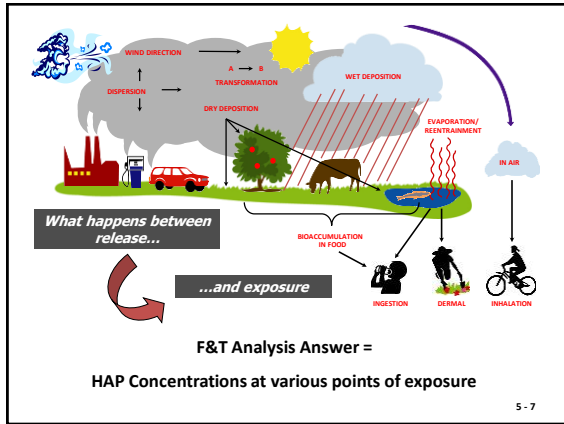 WIND DIRECTION
A → B
TRANSFORMATION
DISPERSION
DRY DEPOSITION
WET DEPOSITION
EVAPORATION/
REENTRAINMENT
IN AIR
What happens between
release…
BIOACCUMULATION
IN FOOD
…and exposure
INGESTION
DERMAL
INHALATION
F&T Analysis Answer =
HAP Concentrations at various points of exposure
5 - 7